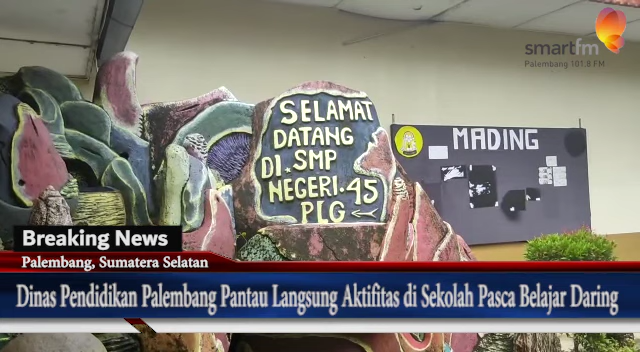 smartfm
Palembang 101.8 FM
SELAMAT
DATANG
DI.SMP
NEGERI.45
PLG
MADING
Breaking News
Palembang, Sumatera Selatan
Dinas Pendidikan Palembang Pantau Langsung Aktifitas di Sekolah Pasca Belajar Daring